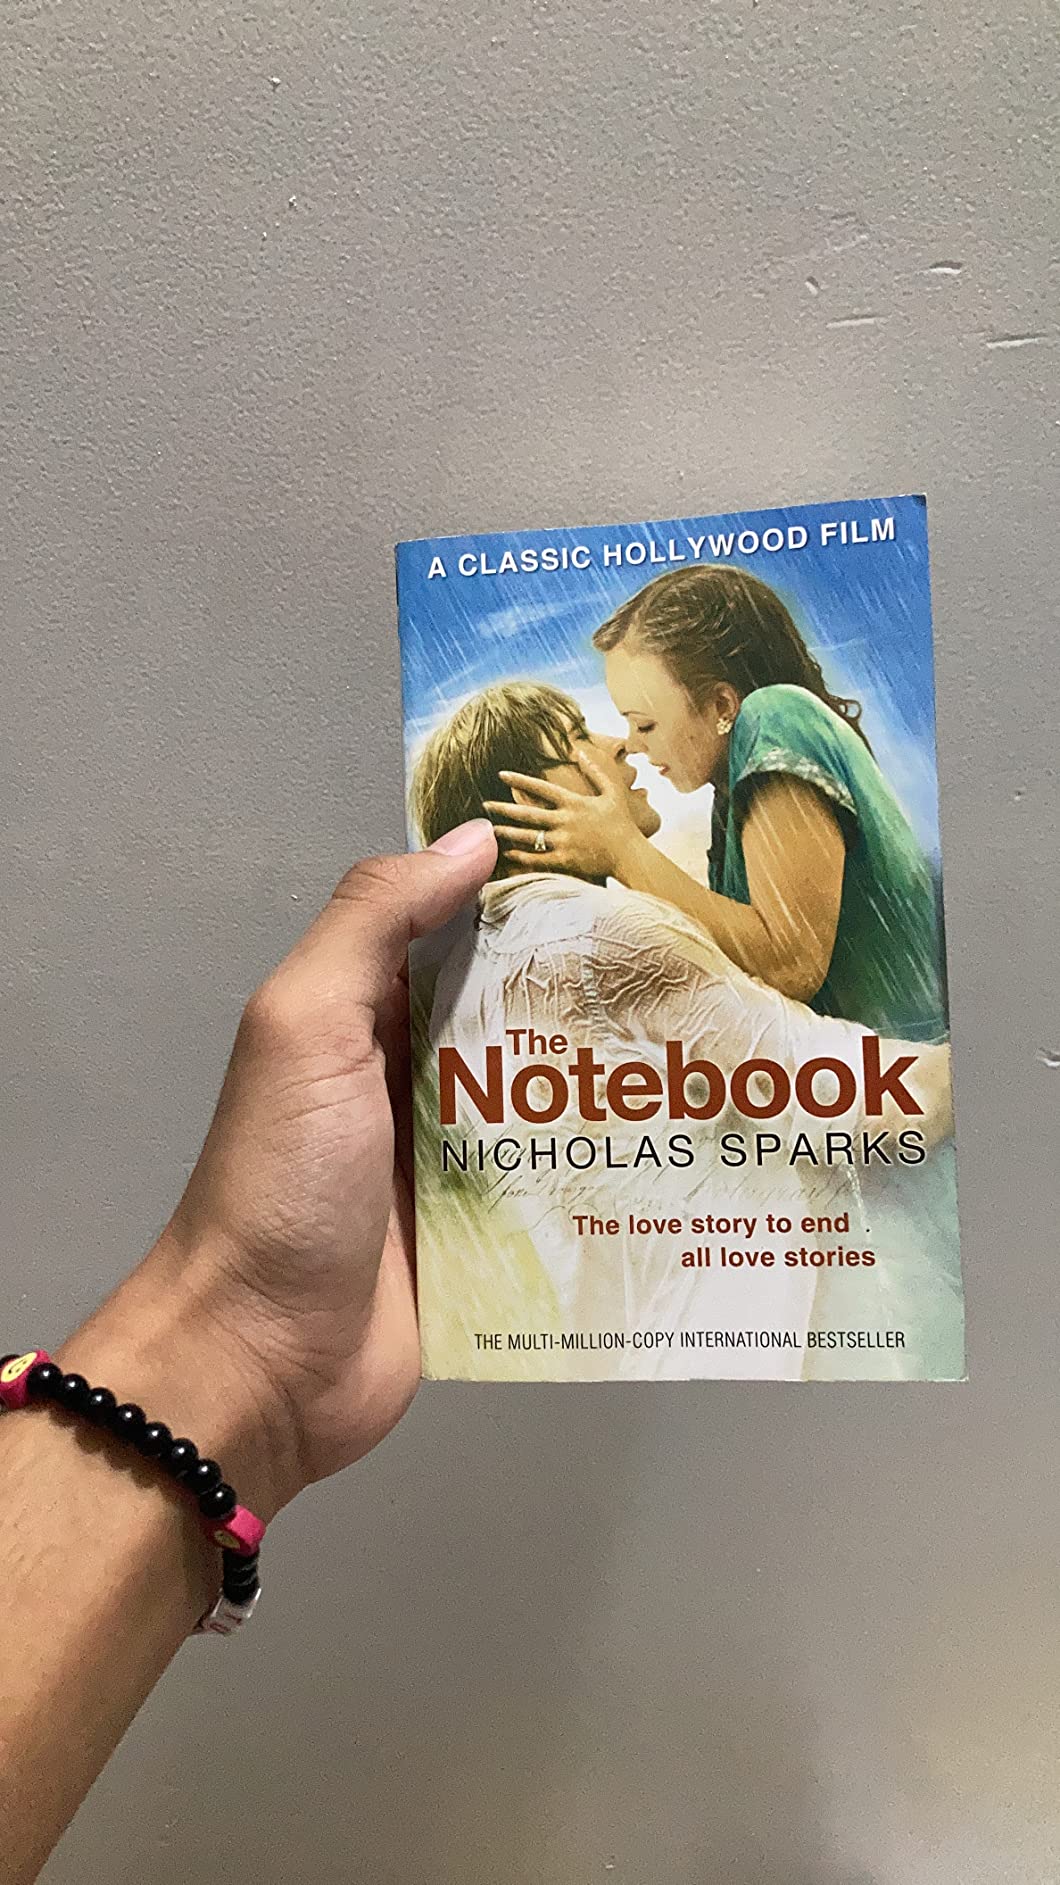 A CLASSIC HOLLYWOOD FILM
The
Notebook
NICHOLAS SPARKS
The love story to end
all love stories
THE MULTI-MILLION-COPY INTERNATIONAL BESTSELLER